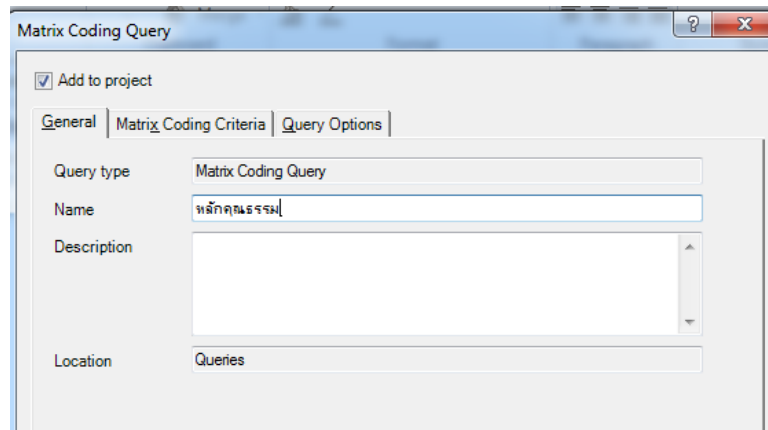 Matrix Coding Query
Add to project
General Matrix Coding Criteria Query Options
Query type Matrix Coding Query
Name หลักคุณธรรม
Description
Location Queries